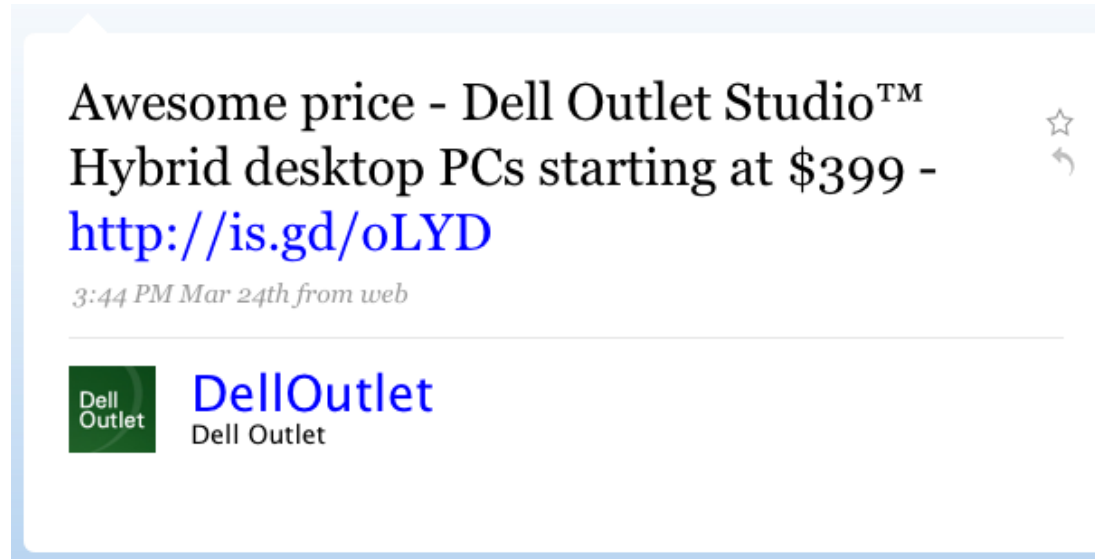 Awesome price - Dell Outlet Studio™
Hybrid desktop PCs starting at $399 -
http://is.gd/oLYD
3:44 PM Mar 24th from web
Dell
Outlet
DellOutlet
Dell Outlet